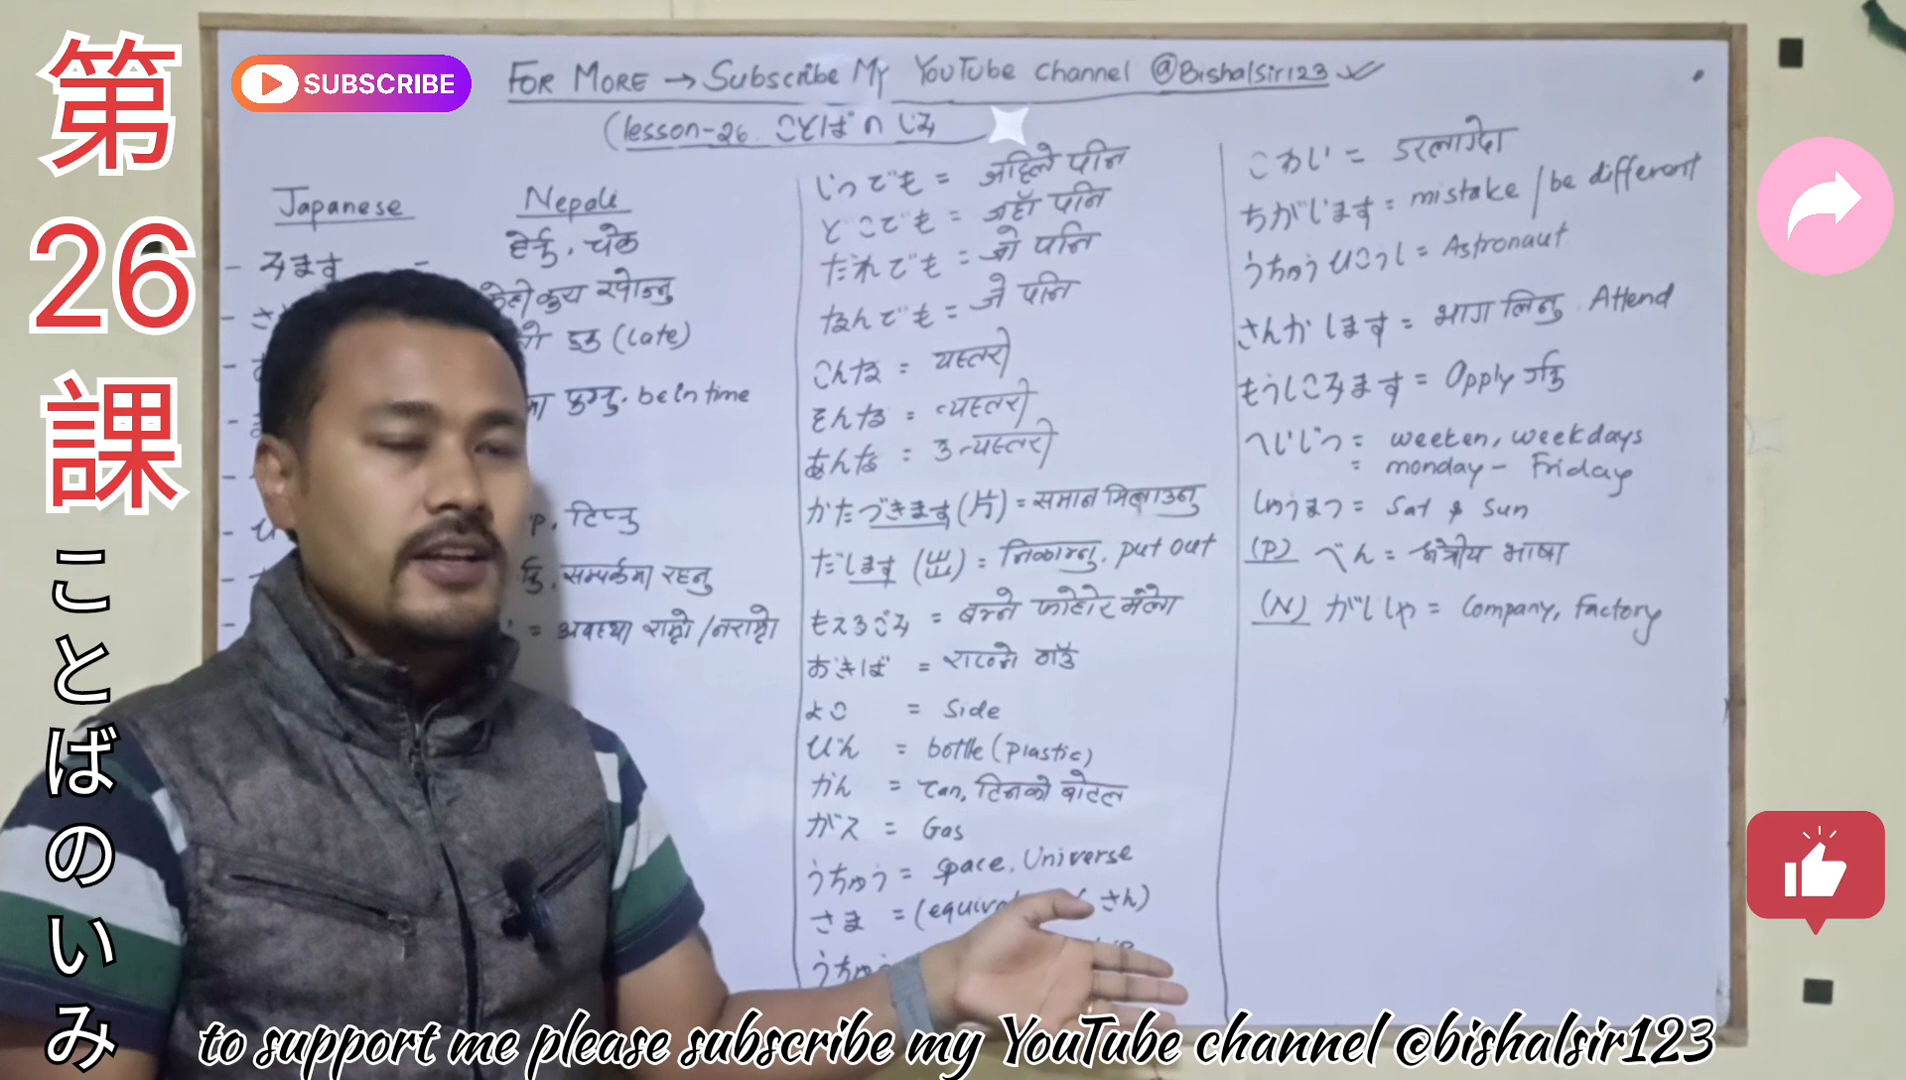 第26課
ことばのいみ
SUBSCRIBE
FOR MORE → Subscribe My YouTube channel @Bishalsir123
(lesson-26. ことばのいみ
Japanese Nepali
- みます - हेर्नु, चेक
(late)
be in time
टिप्नु
सम्पर्कमा रहनु
= अवस्था राम्रो/नराम्रो
いつでも = जहिले पनि
どこでも = जहाँ पनि
だれでも = जो पनि
なんでも = जे पनि
こんな = यस्तो
そんな = त्यस्तो
あんな = उ त्यस्तो
かたづきます (片) = समान मिलाउनु
だします (出) = निकाल्नु, put out
もえるごみ = बल्ने फोहोर मैला
おきば = राख्ने ठाउँ
よこ = Side
びん = bottle (plastic)
かん = can, टिनको बोटल
ガス = Gas
うちゅう = space, Universe
さま = さん)
うちゅう
こわい = डरलाग्दो
ちがいます = mistake / be different
うちゅうひこうし = Astronaut
さんかします = भाग लिनु Attend
もうしこみます = Apply गर्नु
へいじつ = weeken, weekdays
= monday - Friday
しゅうまつ = Sat & Sun
(P) べん = क्षेत्रीय भाषा
(N) がいしゃ = Company, Factory
to support me please subscribe my YouTube channel @bishalsir123